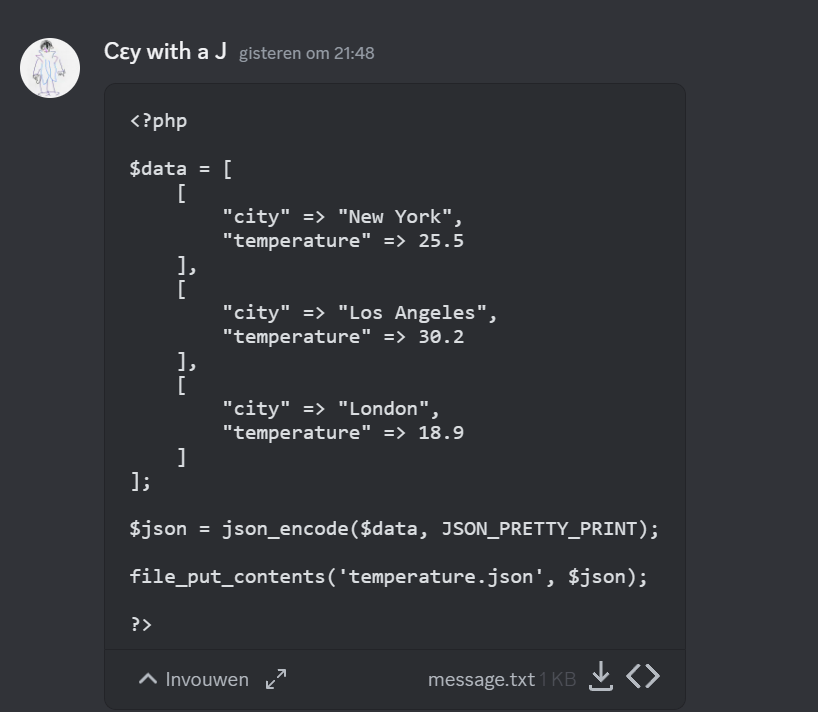 Cεy with a J gisteren om 21:48
<?php
$data = [
    [
        "city" => "New York",
        "temperature" => 25.5
    ],
    [
        "city" => "Los Angeles",
        "temperature" => 30.2
    ],
    [
        "city" => "London",
        "temperature" => 18.9
    ]
];
$json = json_encode($data, JSON_PRETTY_PRINT);
file_put_contents('temperature.json', $json);
?>
Invouwen message.txt 1 KB